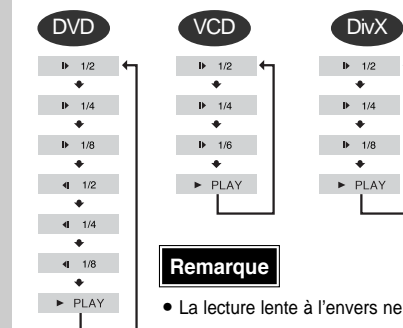 DVD
1/2
1/4
1/8
1/2
1/4
1/8
PLAY
VCD
1/2
1/4
1/6
PLAY
DivX
1/2
1/4
1/8
PLAY
Remarque
• La lecture lente à l'envers ne